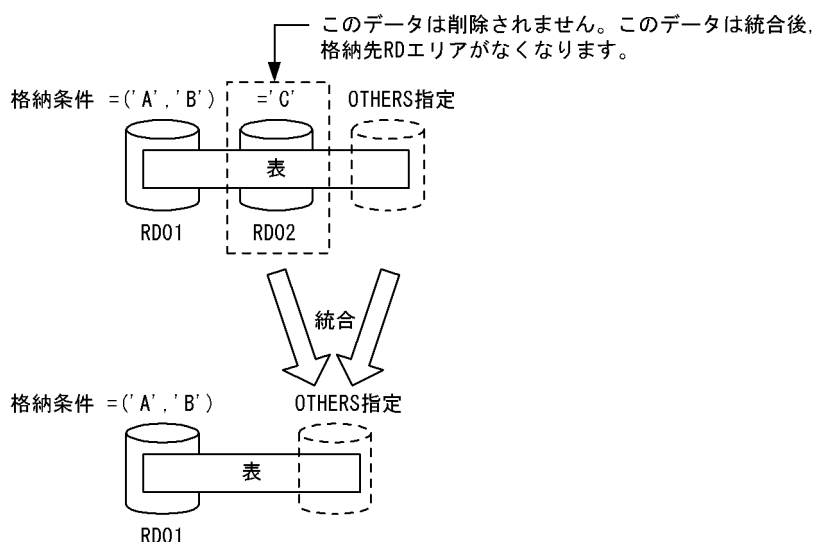 このデータは削除されません。このデータは統合後,
格納先RDエリアがなくなります。
格納条件 =('A','B') ='C' OTHERS指定
表
RD01 RD02
統合
格納条件 =('A','B') OTHERS指定
表
RD01